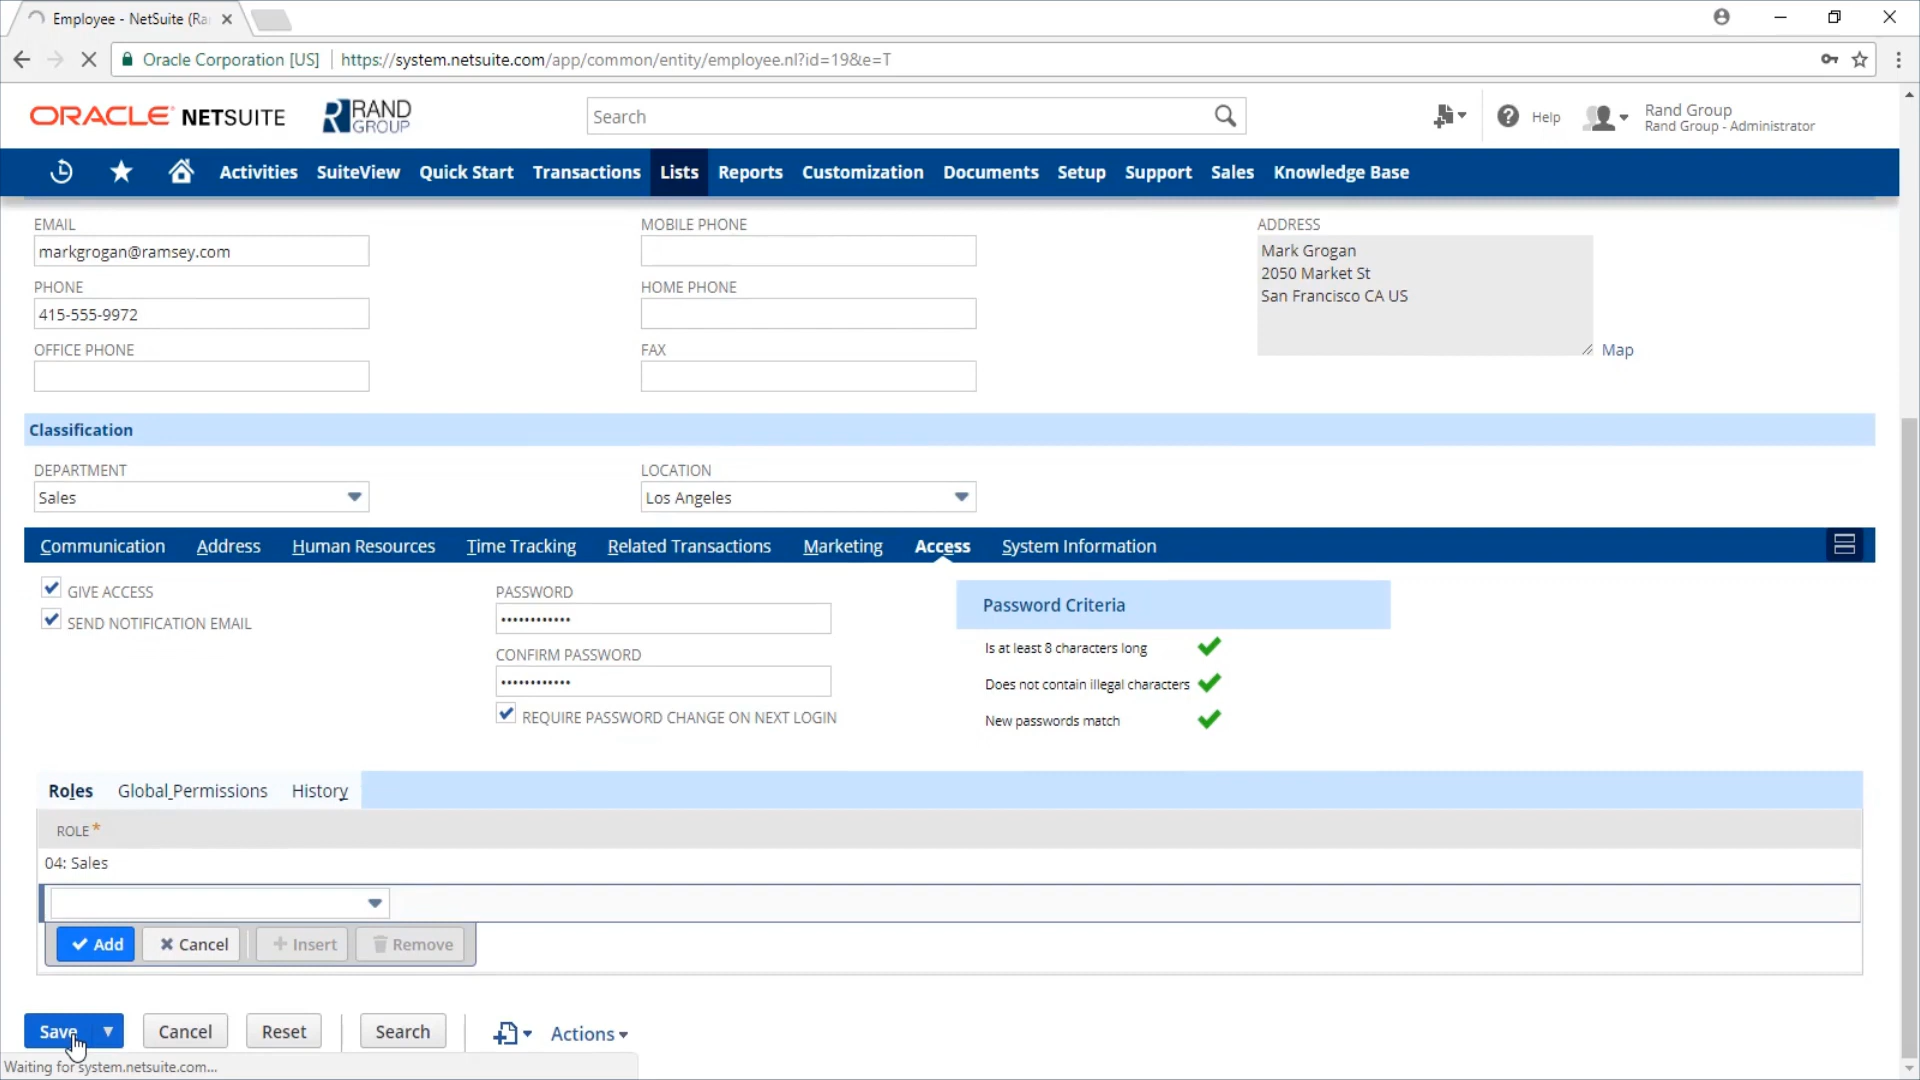 Employee - NetSuite (Ra
Oracle Corporation [US] https://system.netsuite.com/app/common/entity/employee.nl?id=19&e=T
ORACLE NETSUITE RAND GROUP Search Help Rand Group
Rand Group - Administrator
Activities SuiteView Quick Start Transactions Lists Reports Customization Documents Setup Support Sales Knowledge Base
EMAIL MOBILE PHONE ADDRESS
markgrogan@ramsey.com Mark Grogan
2050 Market St
PHONE HOME PHONE San Francisco CA US
415-555-9972
OFFICE PHONE FAX Map
Classification
DEPARTMENT LOCATION
Sales Los Angeles
Communication Address Human Resources Time Tracking Related Transactions Marketing Access System Information
GIVE ACCESS PASSWORD Password Criteria
SEND NOTIFICATION EMAIL ••••••••••••
Is at least 8 characters long
CONFIRM PASSWORD
•••••••••••• Does not contain illegal characters
REQUIRE PASSWORD CHANGE ON NEXT LOGIN New passwords match
Roles Global Permissions History
ROLE *
04: Sales
Add Cancel Insert Remove
Save Cancel Reset Search Actions
Waiting for system.netsuite.com...